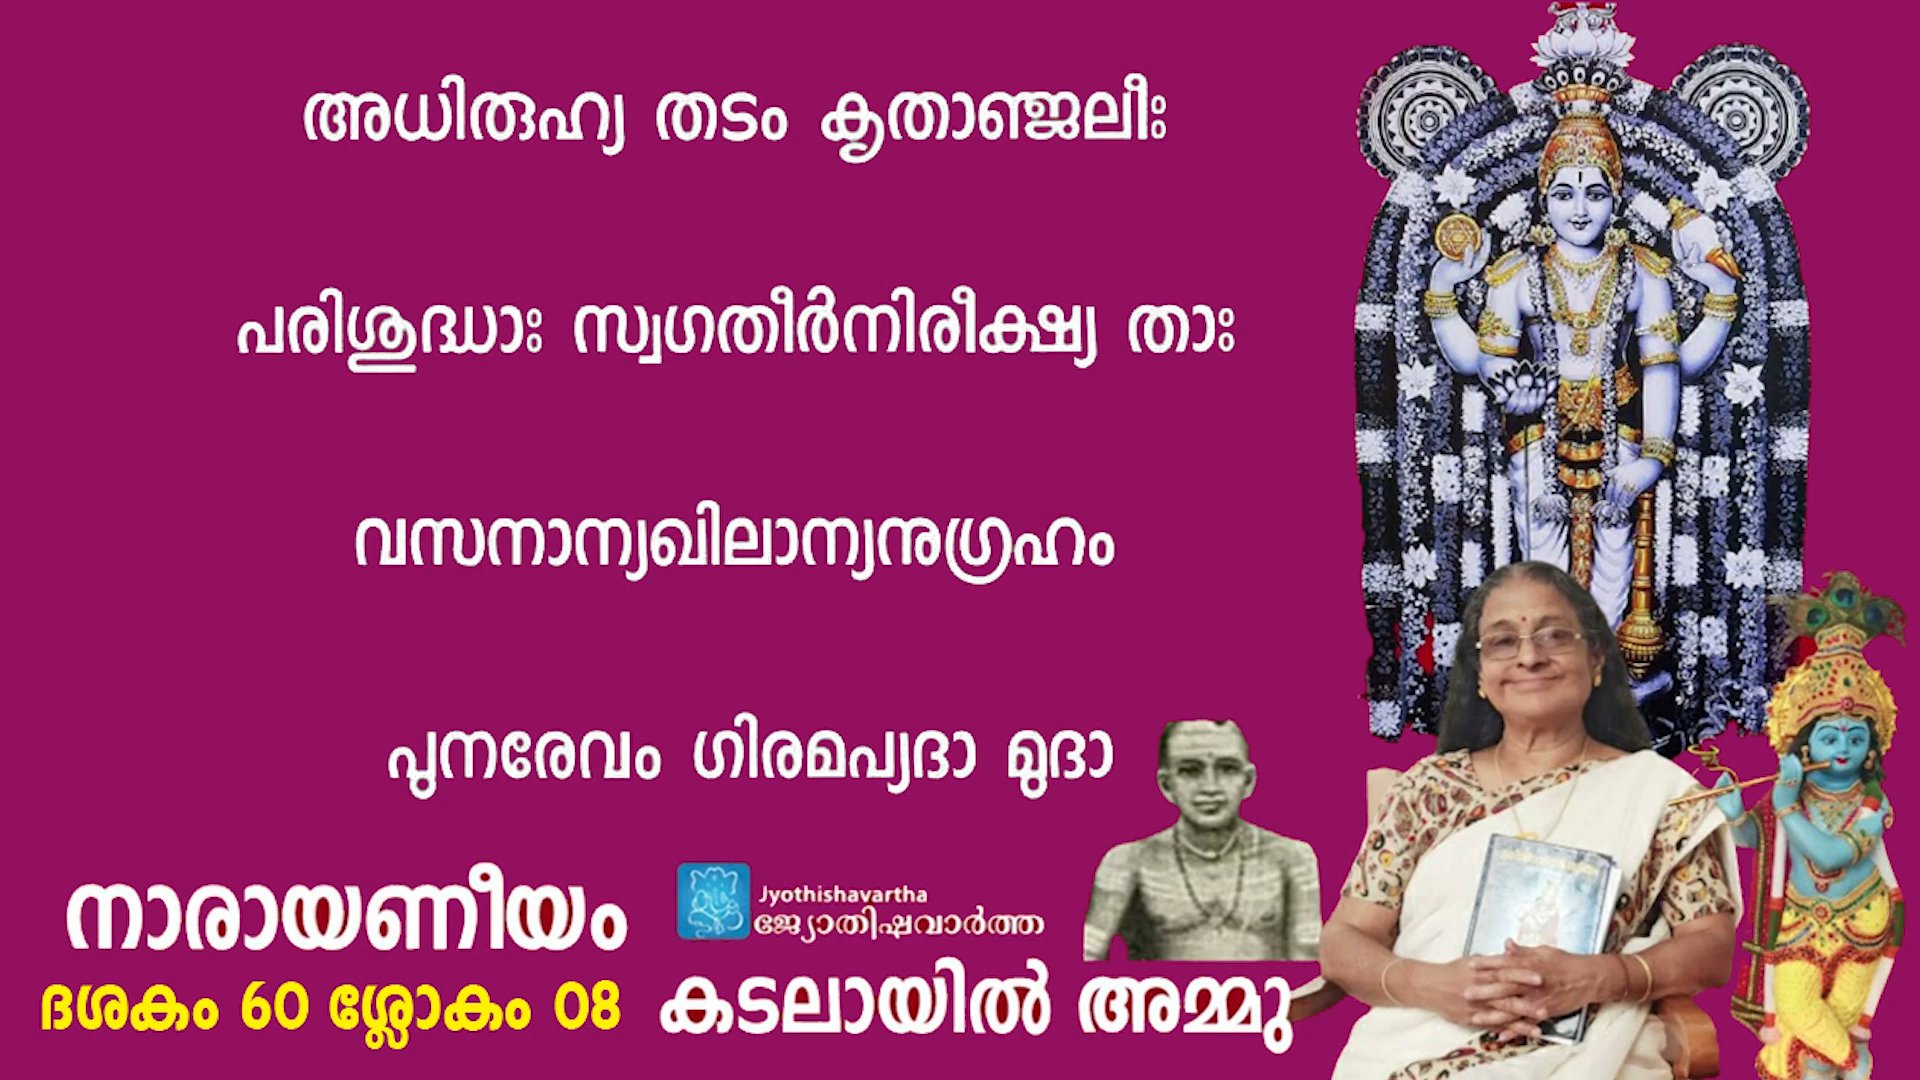 അധിരുഹ്യ തടം കൃതാഞ്ജലീഃ
പരിശുദ്ധാഃ സ്വഗതീർനിരീക്ഷ്യ താഃ
വസനാന്യഖിലാന്യനുഗ്രഹം
പുനരേവം ഗിരമപ്യദാ മുദാ
നാരായണീയം
Jyothishavartha
ജ്യോതിഷവാർത്ത
ദശകം 60 ശ്ലോകം 08
കടലായിൽ അമ്മു